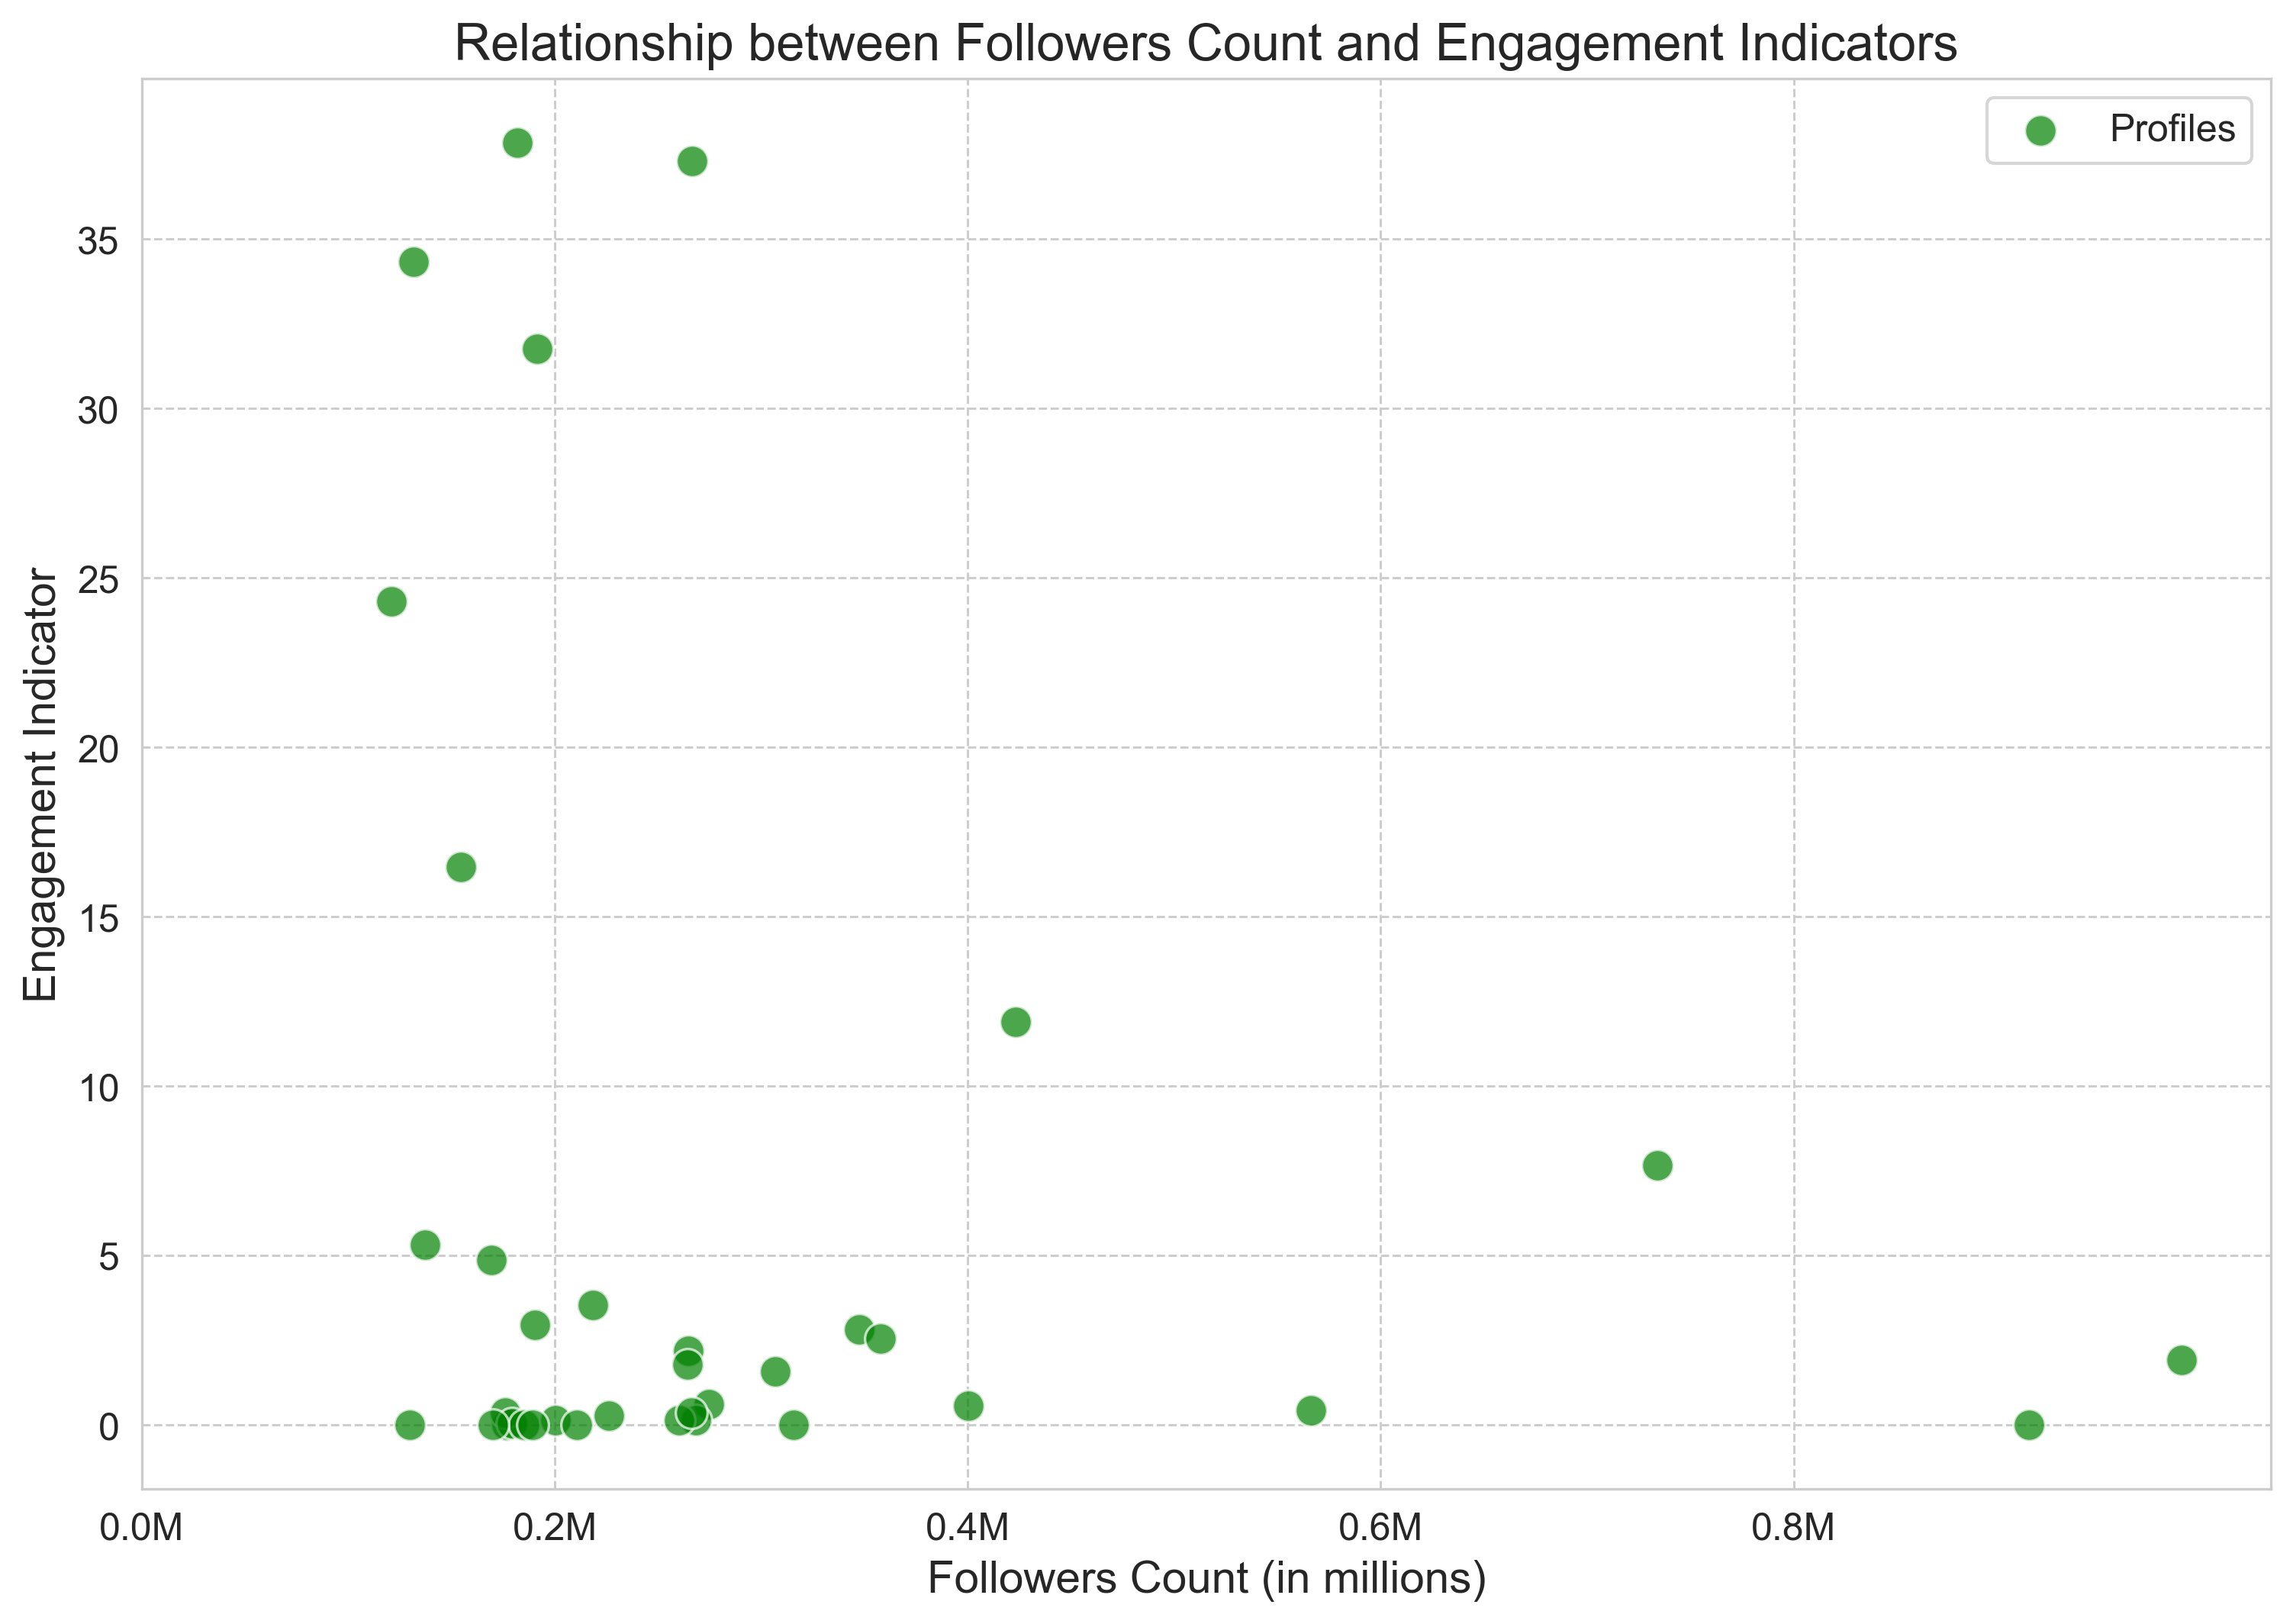 Relationship between Followers Count and Engagement Indicators
Profiles
Engagement Indicator
35
30
25
20
15
10
5
0
0.0M
0.2M
0.4M
0.6M
0.8M
Followers Count (in millions)